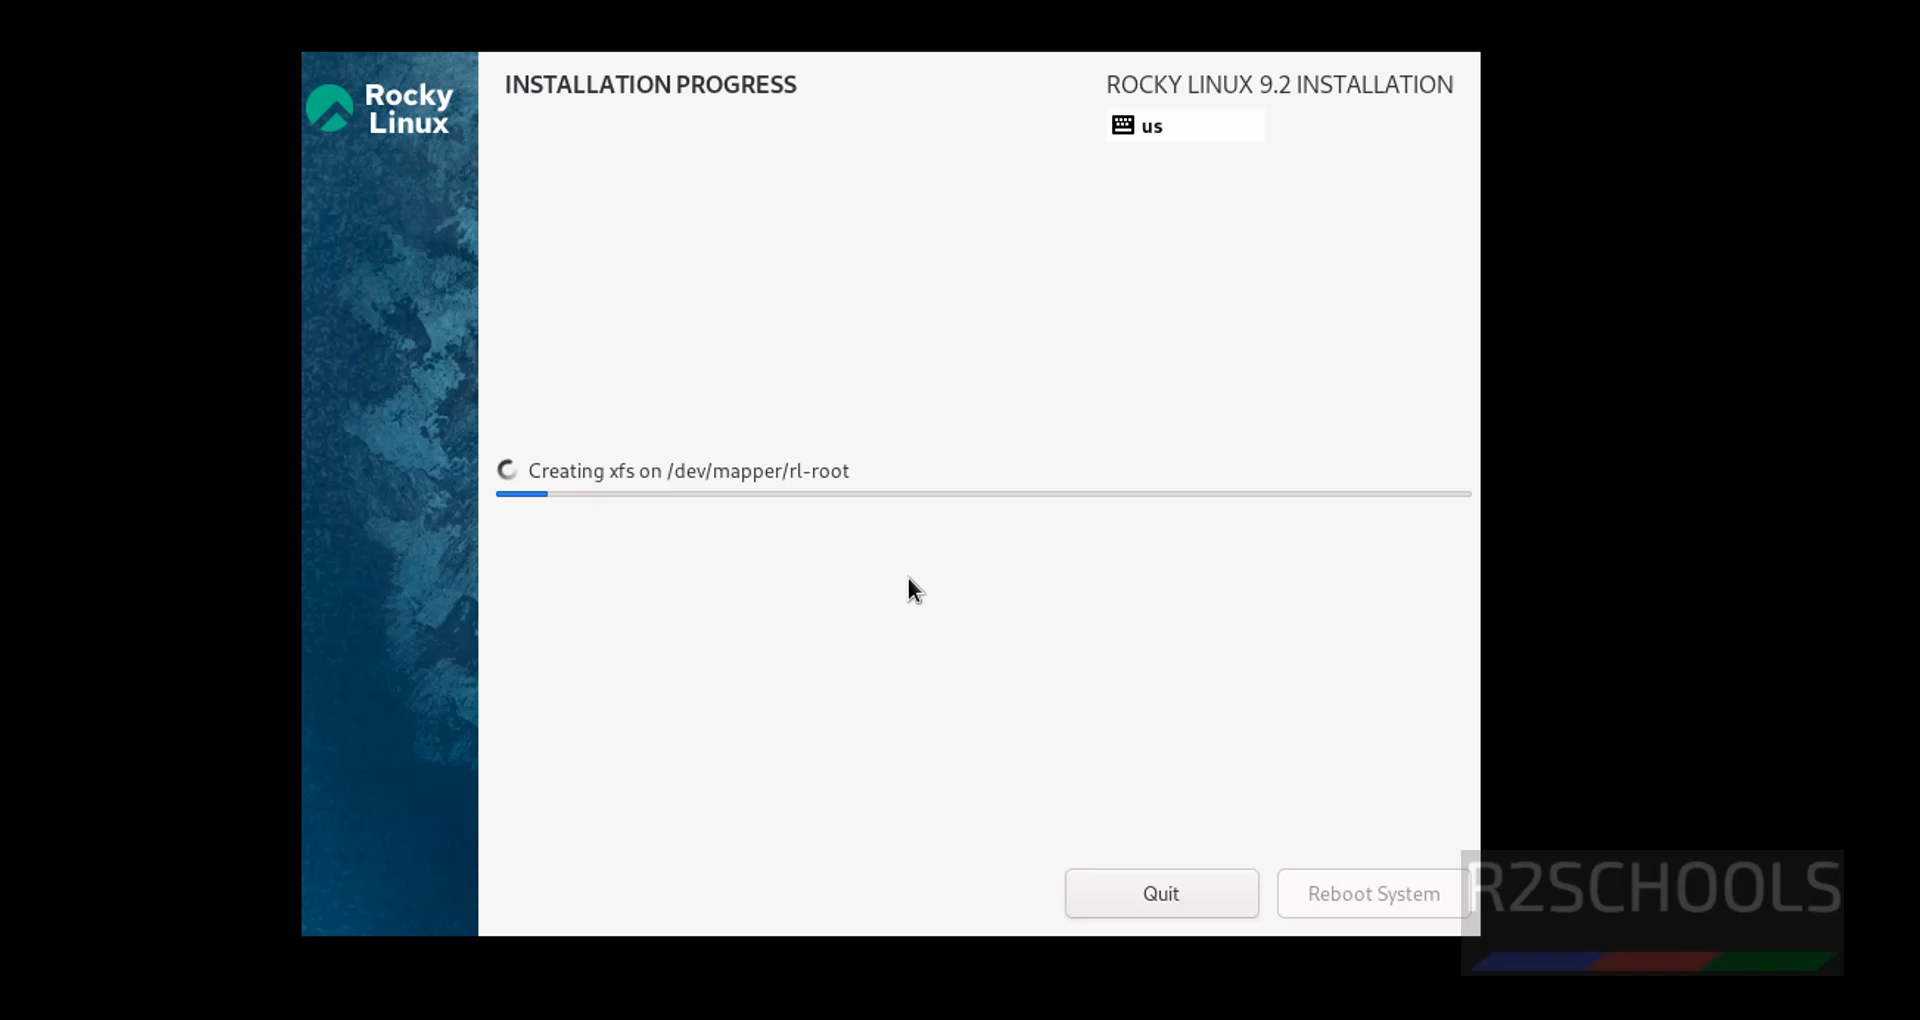 Rocky
Linux
INSTALLATION PROGRESS
ROCKY LINUX 9.2 INSTALLATION
us
Creating xfs on /dev/mapper/rl-root
Quit
Reboot System
R2SCHOOLS